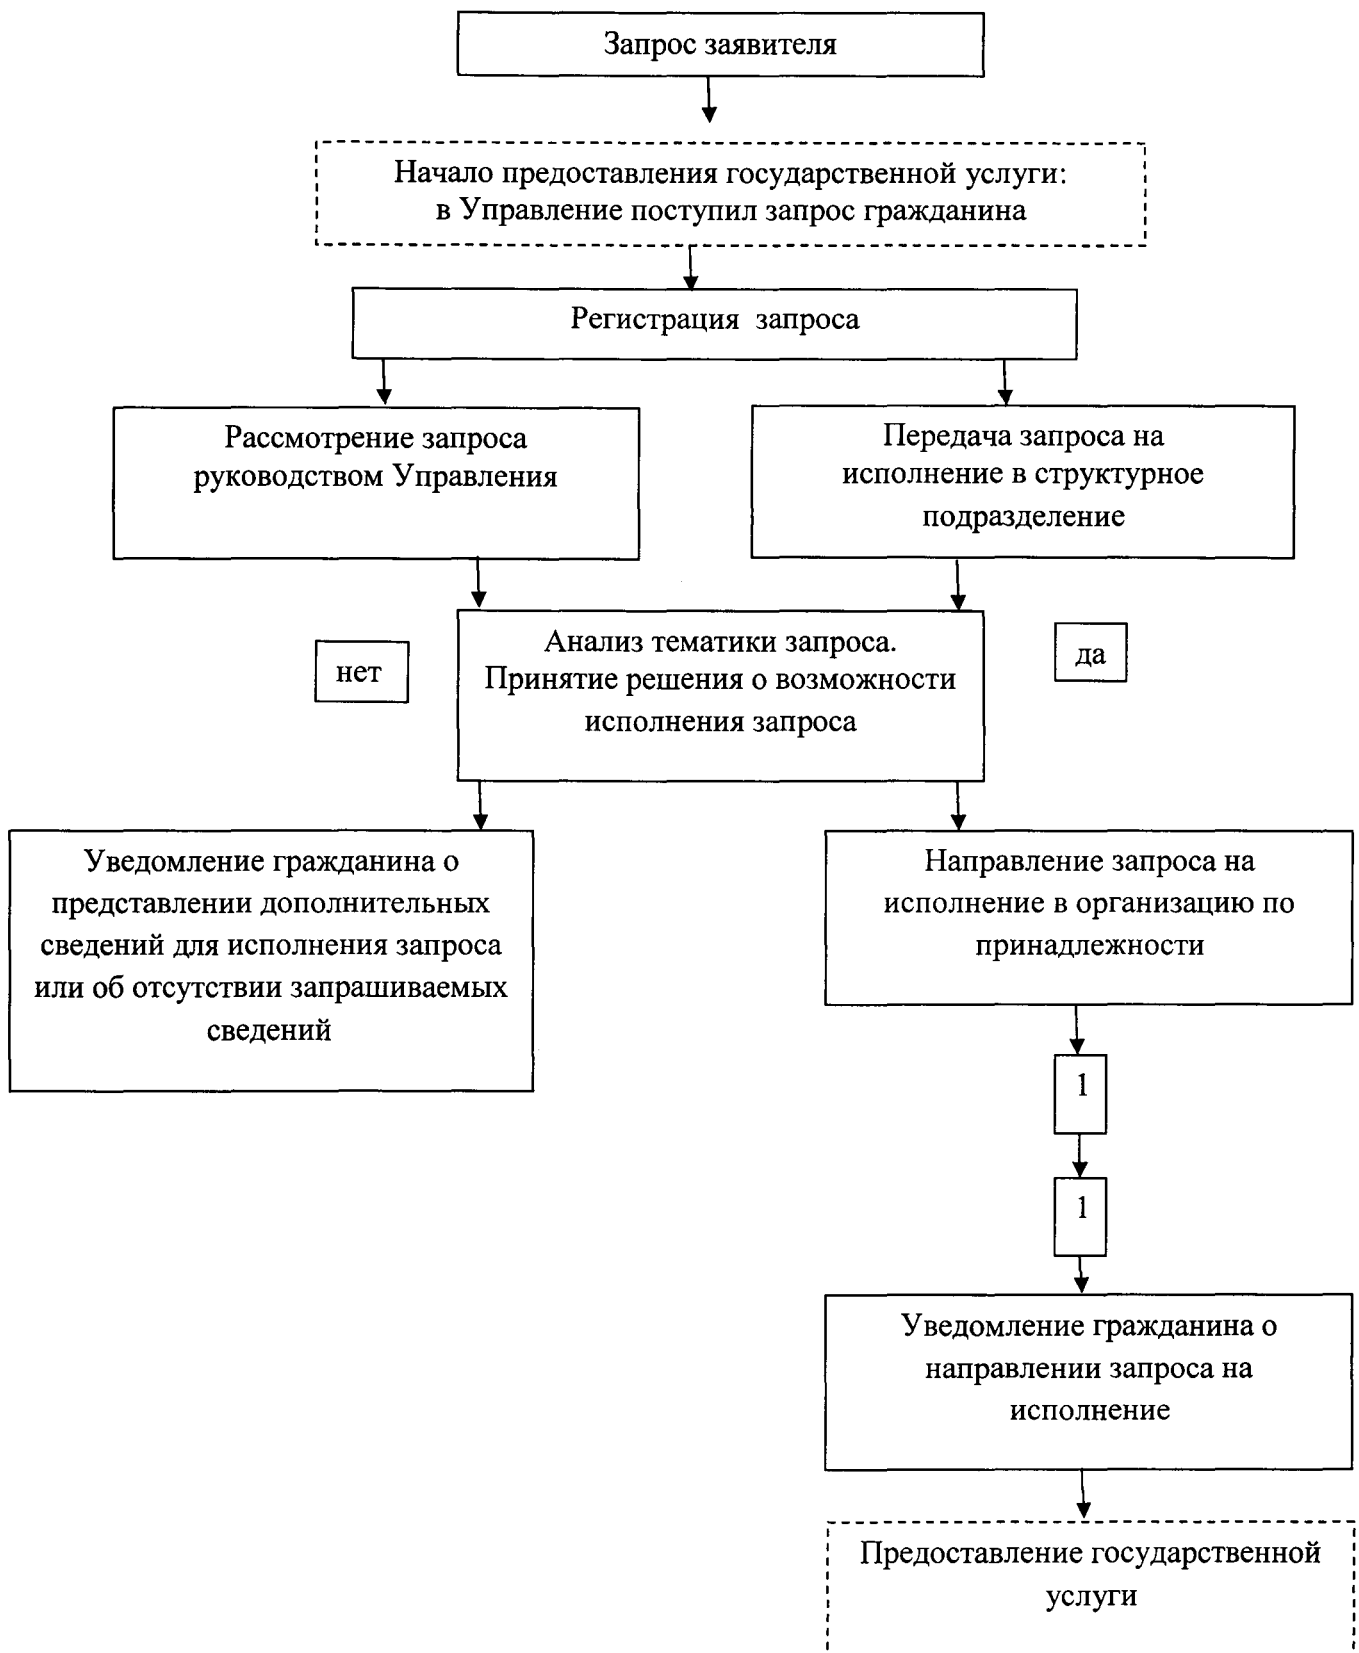 Запрос заявителя
Начало предоставления государственной услуги:
в Управление поступил запрос гражданина
Регистрация запроса
Рассмотрение запроса
руководством Управления
Передача запроса на
исполнение в структурное
подразделение
нет
Анализ тематики запроса.
Принятие решения о возможности
исполнения запроса
да
Уведомление гражданина о
представлении дополнительных
сведений для исполнения запроса
или об отсутствии запрашиваемых
сведений
Направление запроса на
исполнение в организацию по
принадлежности
1
1
Уведомление гражданина о
направлении запроса на
исполнение
Предоставление государственной
услуги